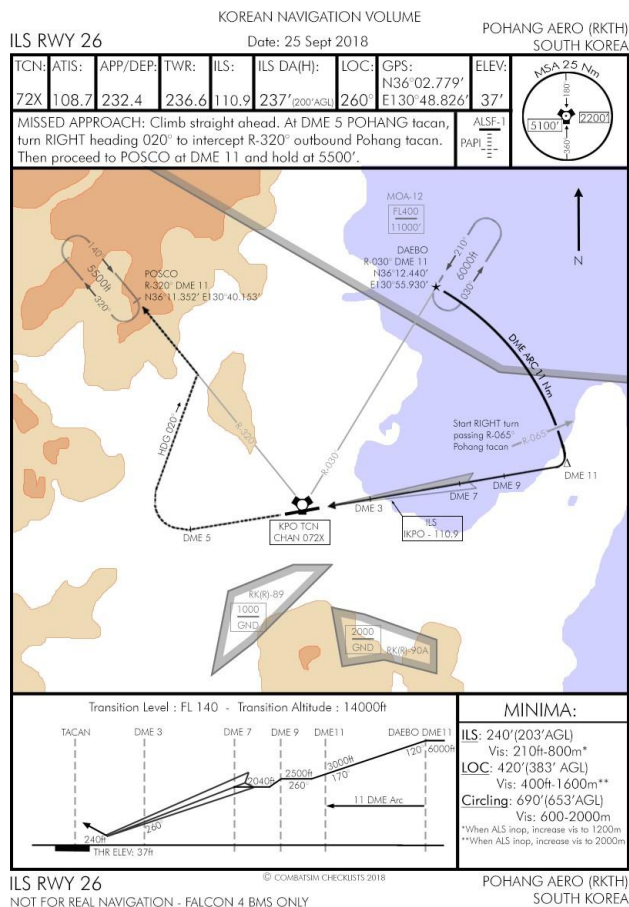 KOREAN NAVIGATION VOLUME
ILS RWY 26
Date: 25 Sept 2018
POHANG AERO (RKTH)
SOUTH KOREA
TCN: ATIS: APP/DEP: TWR: ILS: ILS DA(H): LOC: GPS: ELEV:
72X 108.7 232.4 236.6 110.9 237' (200'AGL) 260° N36°02.779' E130°48.826' 37'
MSA 25 Nm
180°
5100' 2200'
360°
MISSED APPROACH: Climb straight ahead. At DME 5 POHANG tacan,
turn RIGHT heading 020° to intercept R-320° outbound Pohang tacan.
Then proceed to POSCO at DME 11 and hold at 5500'.
ALSF-1
PAPI
MOA-12
FL400
11000'
DAEBO
R-030° DME 11
N36°12.440'
E130°55.930'
210°
6000ft
030°
N
140°
5500ft
320°
POSCO
R-320° DME 11
N36°11.352' E130°40.153'
DME ARC 11 Nm
Start RIGHT turn
passing R-065°
Pohang tacan
R-065°
HDG 020°
R-320°
R-030
DME 11
DME 9
DME 7
DME 3
DME 5
KPO TCN
CHAN 072X
ILS
IKPO - 110.9
RK(R)-89
1000
GND
2000
GND
RK(R)-90A
Transition Level : FL 140 - Transition Altitude : 14000ft
TACAN DME 3 DME 7 DME 9 DME11 DAEBO DME11
120° 6000ft
3000ft
170°
2500ft
260°
2040ft
260
11 DME Arc
240ft
THR ELEV: 37ft
MINIMA:
ILS: 240'(203'AGL)
Vis: 210ft-800m*
LOC: 420'(383' AGL)
Vis: 400ft-1600m**
Circling: 690'(653'AGL)
Vis: 600-2000m
*When ALS inop, increase vis to 1200m
**When ALS inop, increase vis to 2000m
ILS RWY 26
© COMBATSIM CHECKLISTS 2018
POHANG AERO (RKTH)
NOT FOR REAL NAVIGATION - FALCON 4 BMS ONLY
SOUTH KOREA